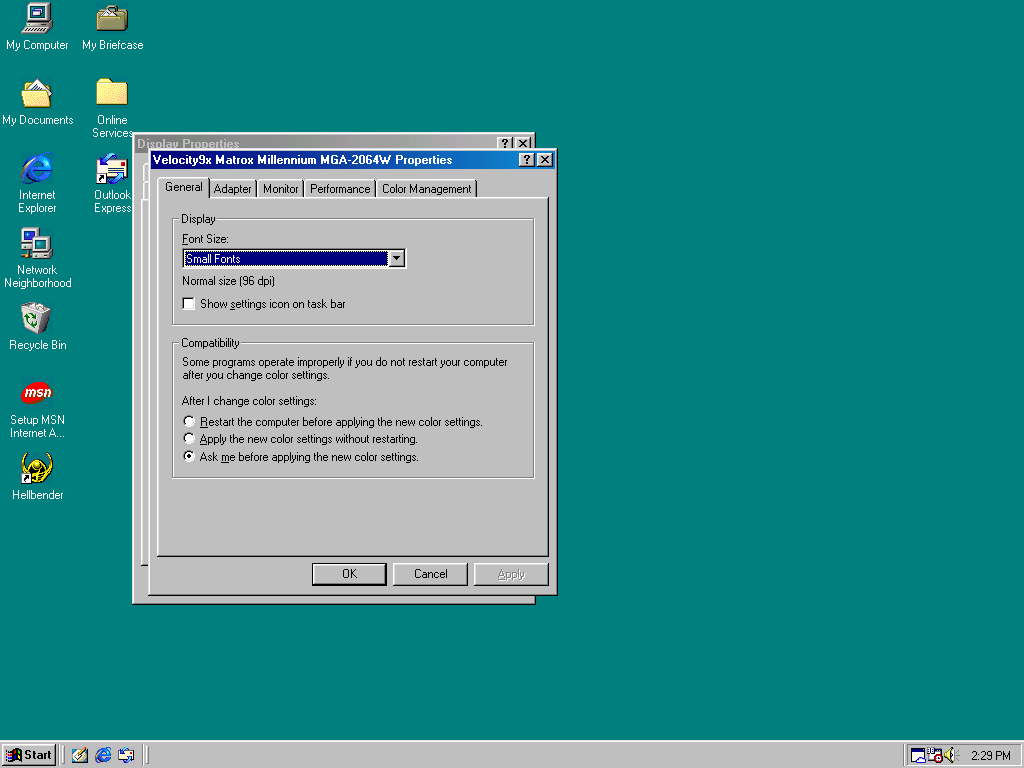 My Computer
My Briefcase
My Documents
Online
Services
Internet
Explorer
Outlook
Express
Network
Neighborhood
Recycle Bin
msn
Setup MSN
Internet A...
Hellbender
Display Properties
Velocity9x Matrox Millennium MGA-2064W Properties
General
Adapter
Monitor
Performance
Color Management
Display
Font Size:
Small Fonts
Normal size (96 dpi)
Show settings icon on task bar
Compatibility
Some programs operate improperly if you do not restart your computer
after you change color settings.
After I change color settings:
Restart the computer before applying the new color settings.
Apply the new color settings without restarting.
Ask me before applying the new color settings.
OK
Cancel
Apply
Start
2:29 PM